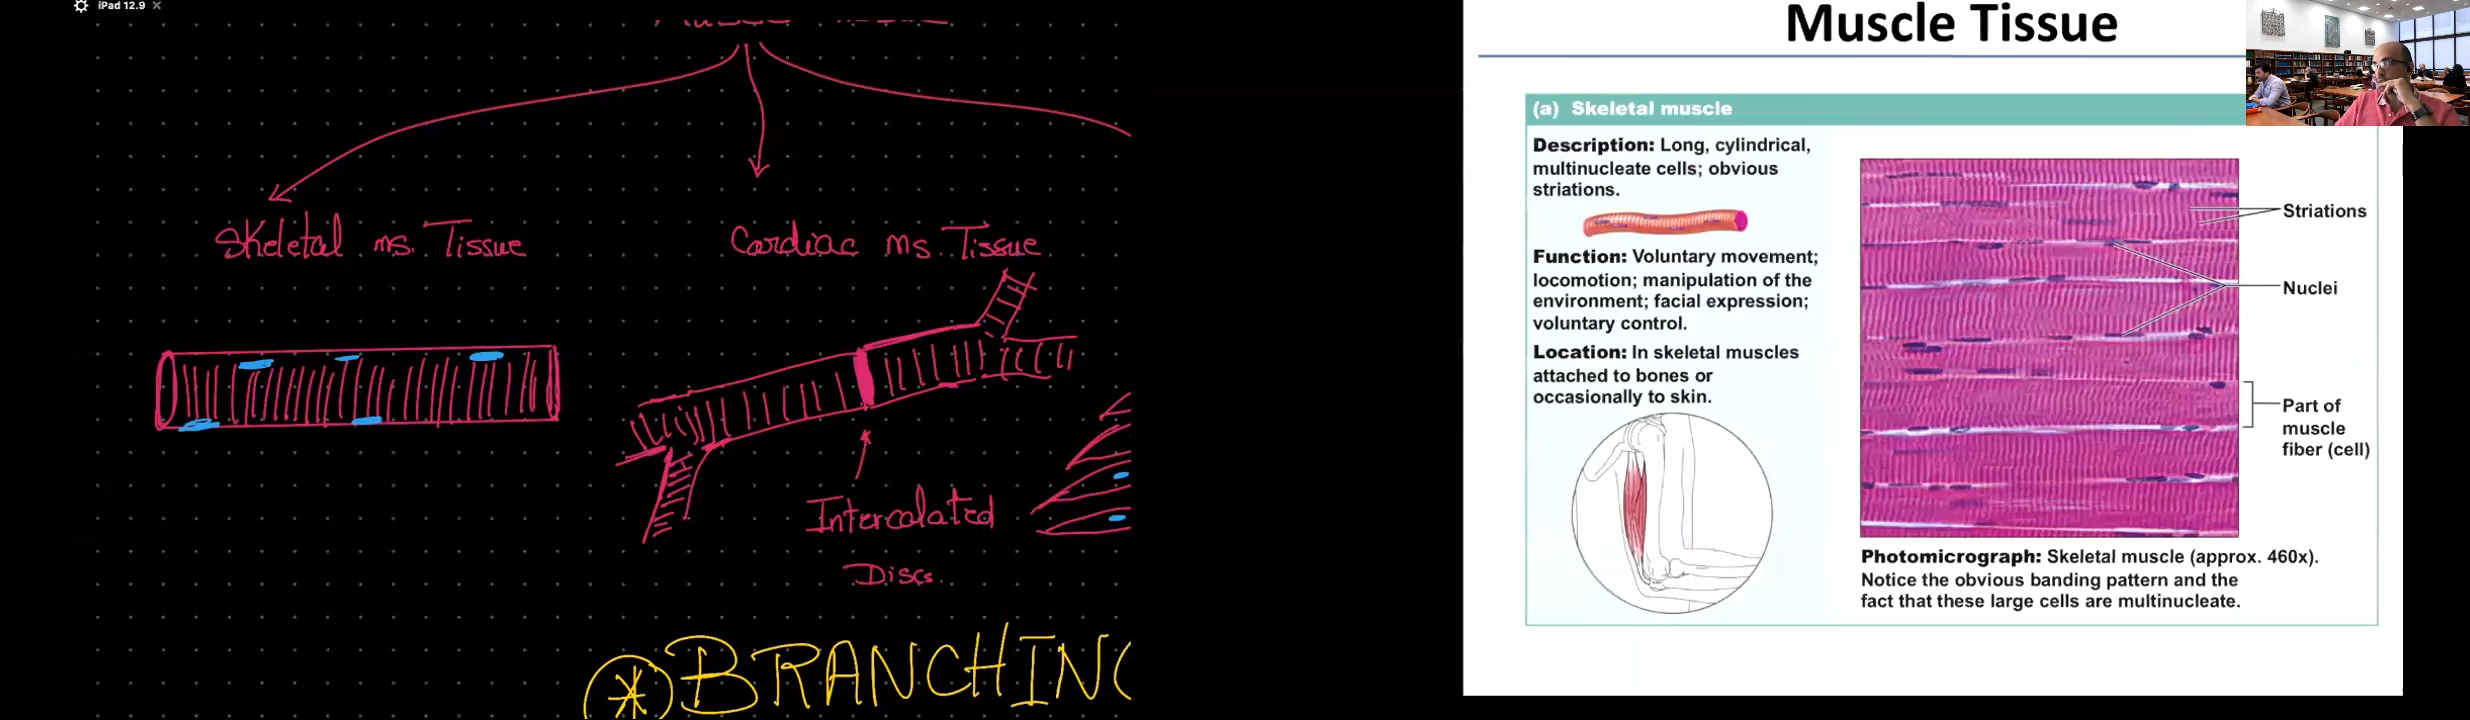 iPad 12.9
Skeletal ms. Tissue
Cardiac ms. Tissue
Intercalated
Discs.
* BRANCHING
Muscle Tissue
(a) Skeletal muscle
Description: Long, cylindrical,
multinucleate cells; obvious
striations.
Function: Voluntary movement;
locomotion; manipulation of the
environment; facial expression;
voluntary control.
Location: In skeletal muscles
attached to bones or
occasionally to skin.
Striations
Nuclei
Part of
muscle
fiber (cell)
Photomicrograph: Skeletal muscle (approx. 460x).
Notice the obvious banding pattern and the
fact that these large cells are multinucleate.